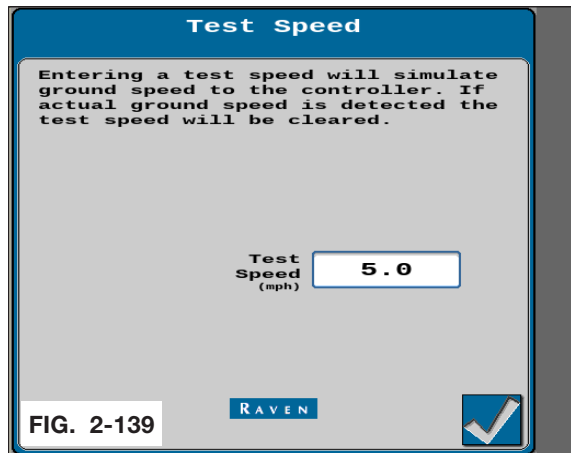 Test Speed
Entering a test speed will simulate
ground speed to the controller. If
actual ground speed is detected the
test speed will be cleared.
Test
Speed
(mph)
5.0
RAVEN
FIG. 2-139